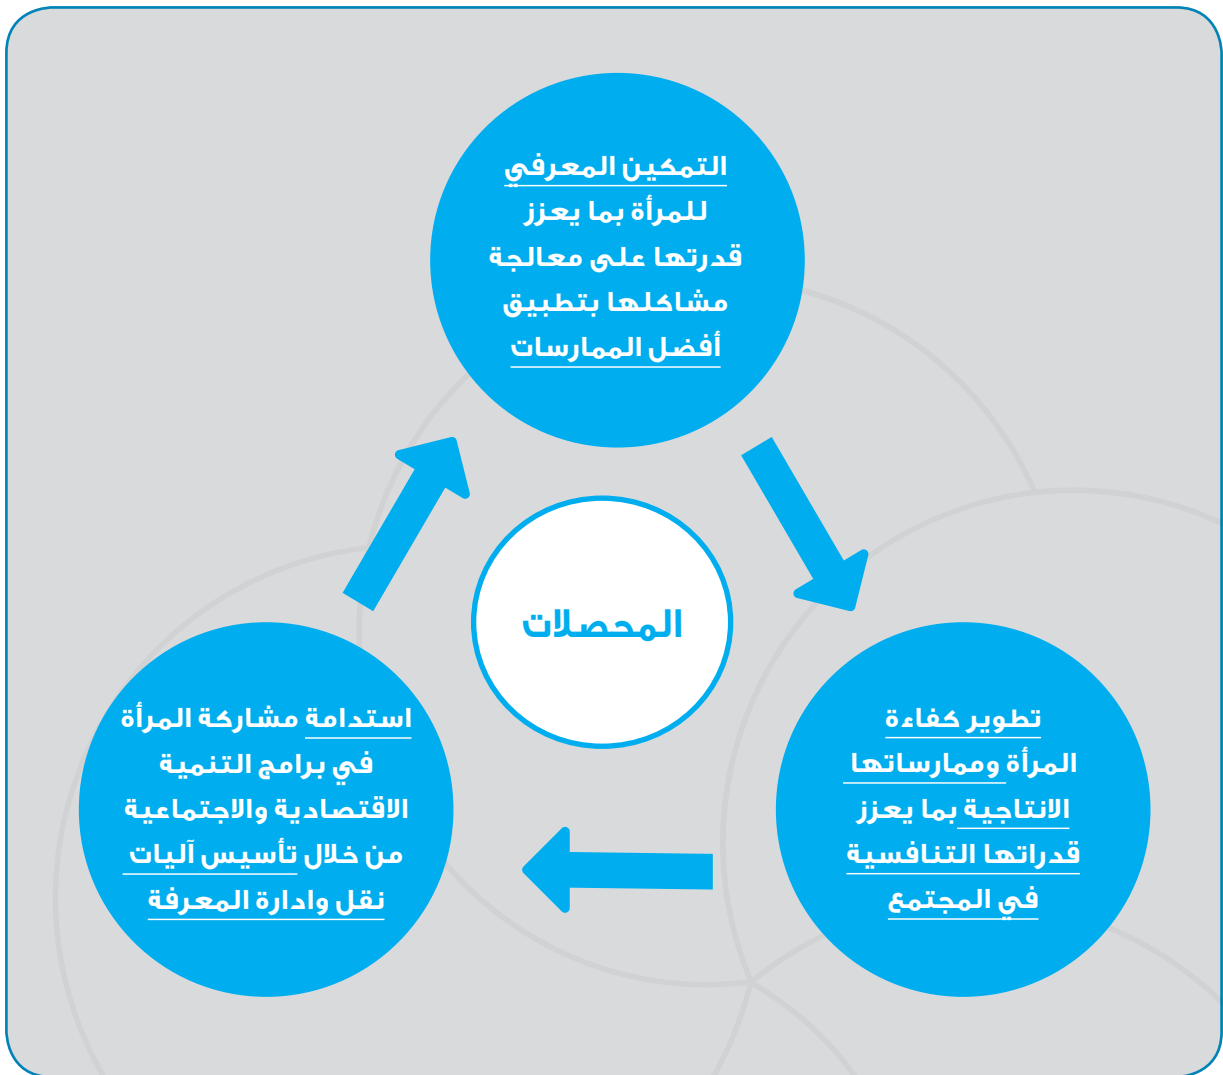 التمكين المعرفي
للمرأة بما يعزز
قدرتها على معالجة
مشاكلها بتطبيق
أفضل الممارسات
المحصلات
تطوير كفاءة
المرأة وممارساتها
الانتاجية بما يعزز
قدراتها التنافسية
في المجتمع
استدامة مشاركة المرأة
في برامج التنمية
الاقتصادية والاجتماعية
من خلال تأسيس آليات
نقل وادارة المعرفة